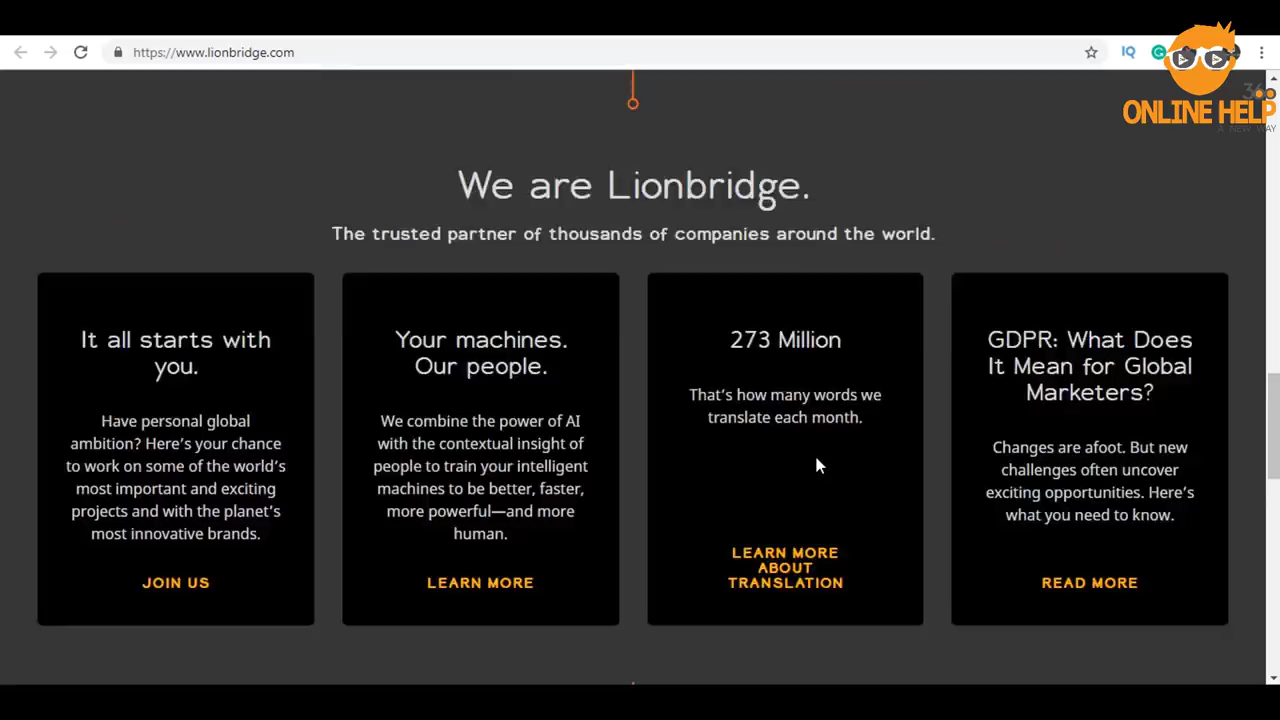 https://www.lionbridge.com
IQ
36
ONLINE HELP
A NEW WAY
We are Lionbridge.
The trusted partner of thousands of companies around the world.
It all starts with
you.
Have personal global
ambition? Here's your chance
to work on some of the world's
most important and exciting
projects and with the planet's
most innovative brands.
JOIN US
Your machines.
Our people.
We combine the power of AI
with the contextual insight of
people to train your intelligent
machines to be better, faster,
more powerful—and more
human.
LEARN MORE
273 Million
That's how many words we
translate each month.
LEARN MORE
ABOUT
TRANSLATION
GDPR: What Does
It Mean for Global
Marketers?
Changes are afoot. But new
challenges often uncover
exciting opportunities. Here's
what you need to know.
READ MORE